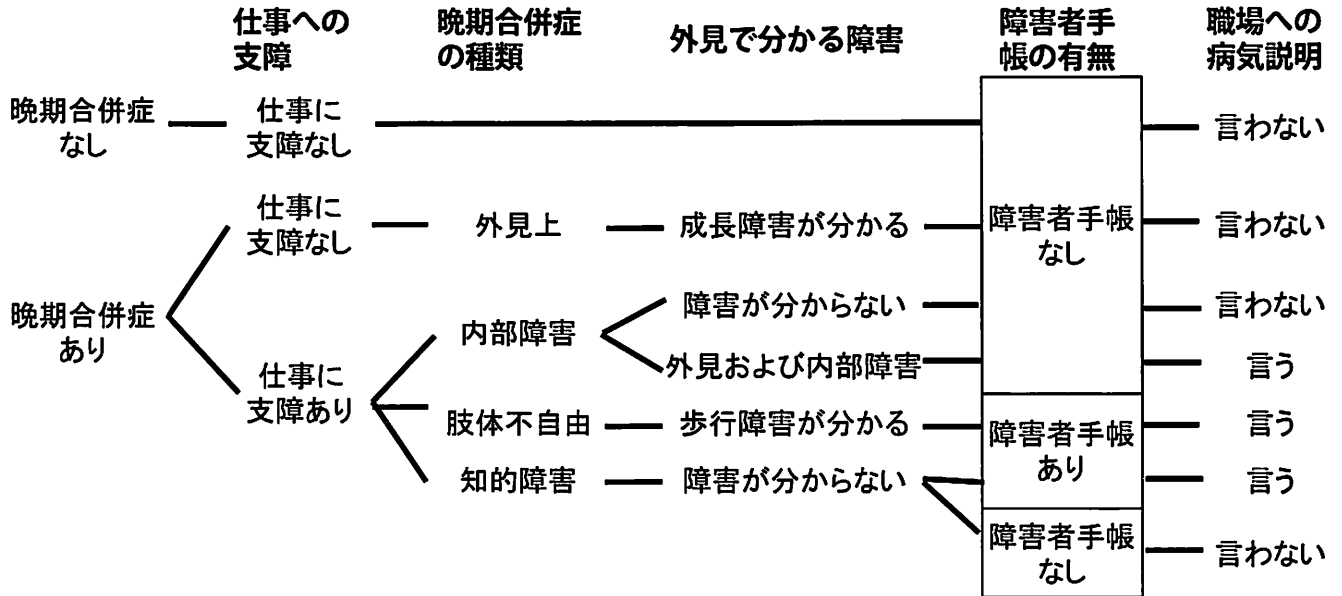 仕事への
支障
晩期合併症
の種類
外見で分かる障害
障害者手
帳の有無
職場への
病気説明
晩期合併症
なし
仕事に
支障なし
言わない
晩期合併症
あり
仕事に
支障なし
外見上
成長障害が分かる
障害者手帳
なし
言わない
仕事に
支障あり
内部障害
障害が分からない
言わない
外見および内部障害
言う
肢体不自由
歩行障害が分かる
障害者手帳
あり
言う
知的障害
障害が分からない
言う
障害者手帳
なし
言わない